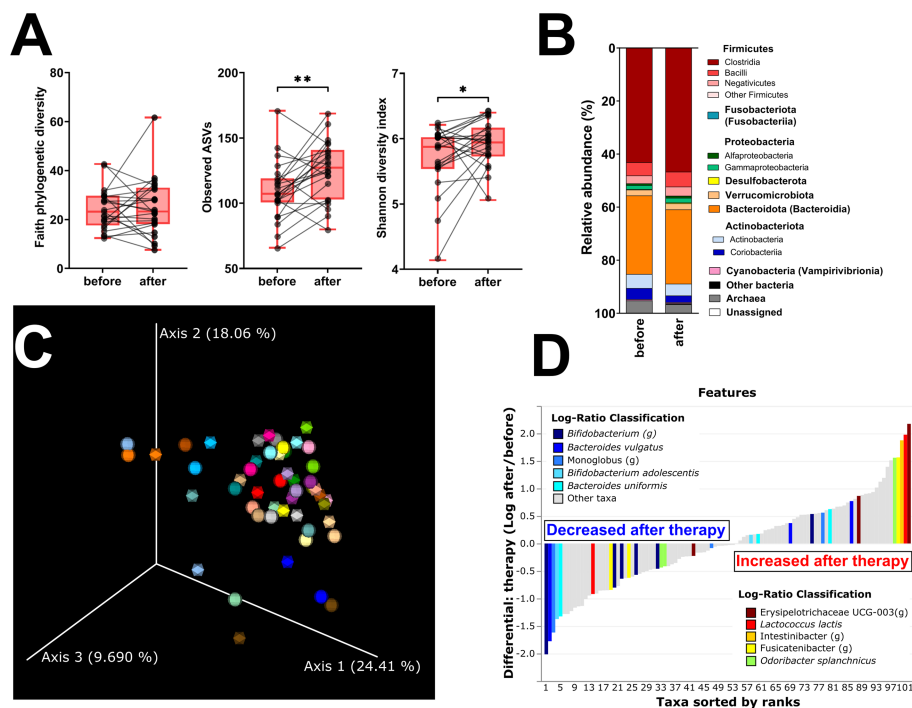 A
80
60
40
20
0
Faith phylogenetic diversity
before
after
200
150
100
50
Observed ASVs
**
before
after
7
6
5
4
Shannon diversity index
*
before
after
B
0
20
40
60
80
100
Relative abundance (%)
before
after
Firmicutes
Clostridia
Bacilli
Negativicutes
Other Firmicutes
Fusobacteriota
(Fusobacteriia)
Proteobacteria
Alfaproteobacteria
Gammaproteobacteria
Desulfobacterota
Verrucomicrobiota
Bacteroidota (Bacteroidia)
Actinobacteriota
Actinobacteria
Coriobacteriia
Cyanobacteria (Vampirivibrionia)
Other bacteria
Archaea
Unassigned
C
Axis 2 (18.06 %)
Axis 3 (9.690 %)
Axis 1 (24.41 %)
D
Features
Differential: therapy (Log after/before)
2.0
1.5
1.0
0.5
0.0
-0.5
-1.0
-1.5
-2.0
Log-Ratio Classification
Bifidobacterium (g)
Bacteroides vulgatus
Monoglobus (g)
Bifidobacterium adolescentis
Bacteroides uniformis
Other taxa
Decreased after therapy
Increased after therapy
Log-Ratio Classification
Erysipelotrichaceae UCG-003(g)
Lactococcus lactis
Intestinibacter (g)
Fusicatenibacter (g)
Odoribacter splanchnicus
1 5 9 13 17 21 25 29 33 37 41 45 49 53 57 61 65 69 73 77 81 85 89 93 97 101
Taxa sorted by ranks